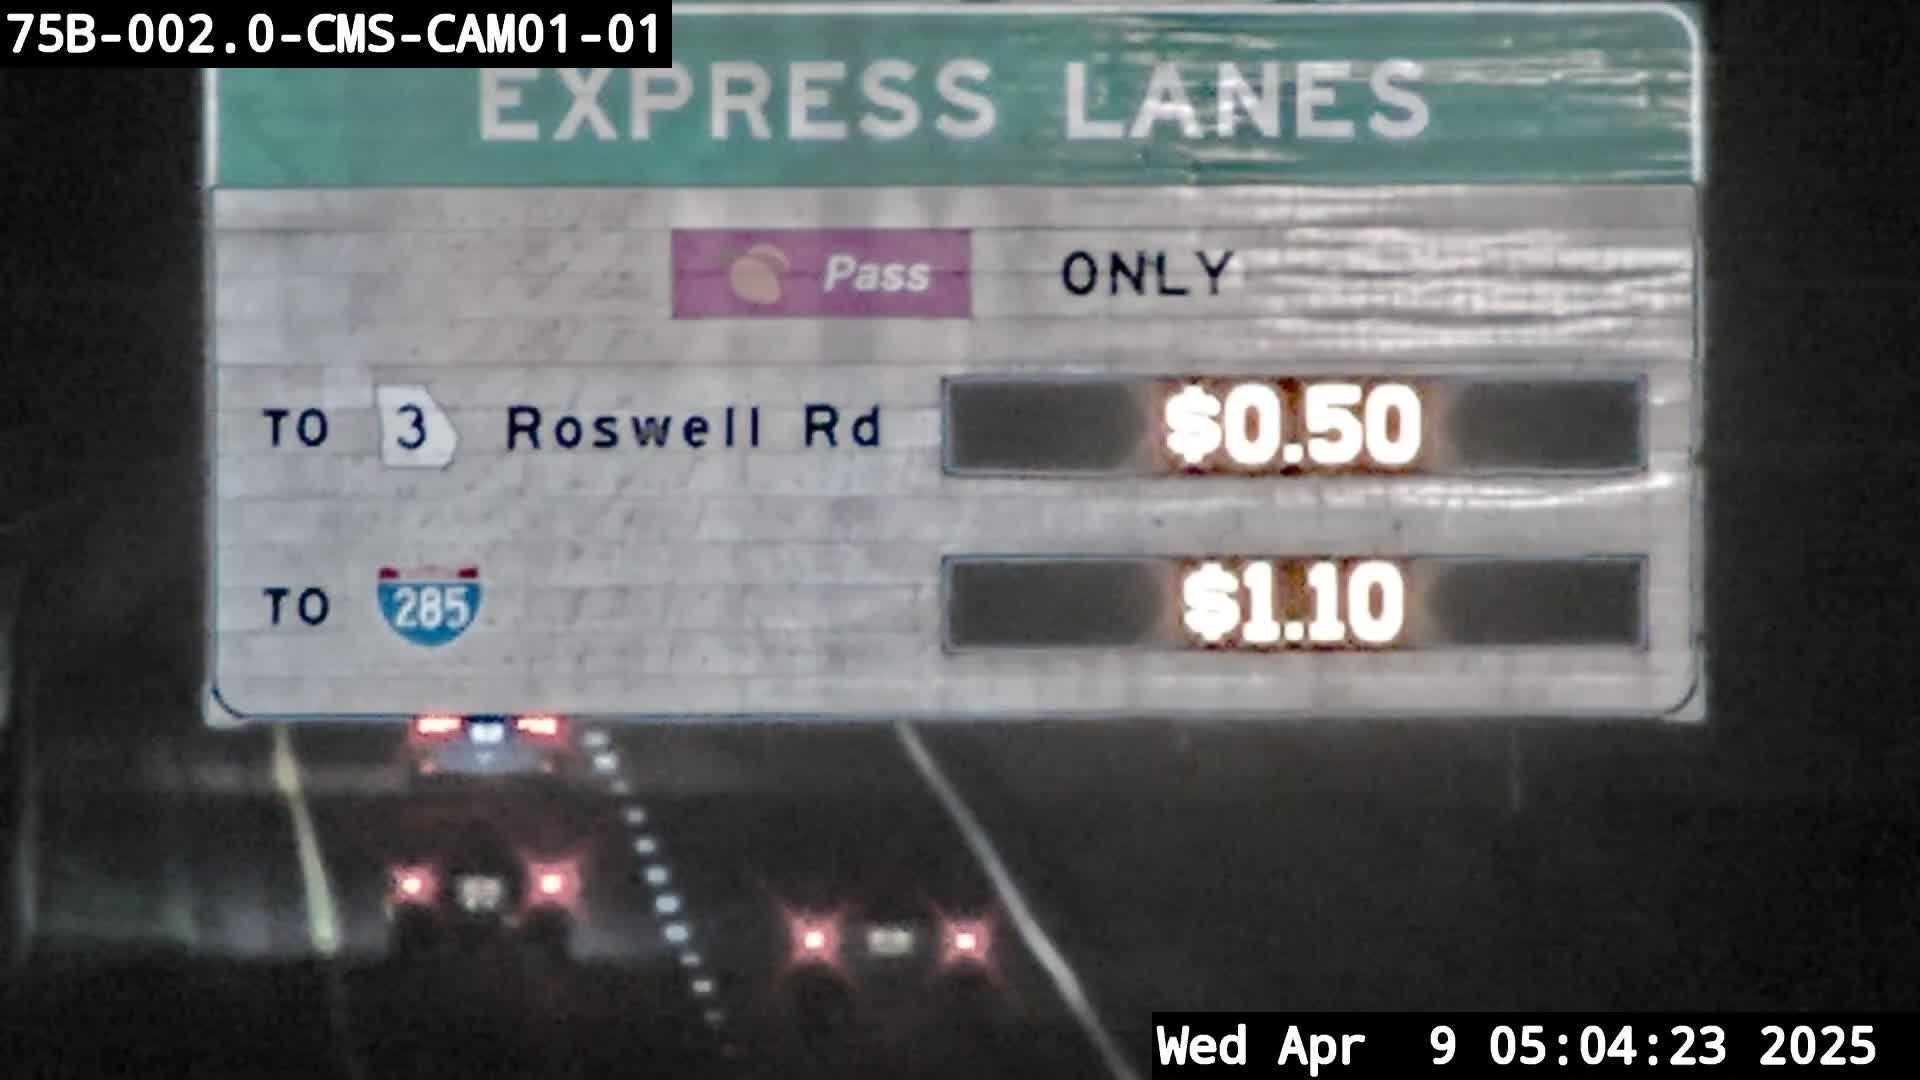 75B-002.0-CMS-CAM01-01
EXPRESS LANES
Pass ONLY
TO 3 Roswell Rd $0.50
TO 285 $1.10
Wed Apr 9 05:04:23 2025